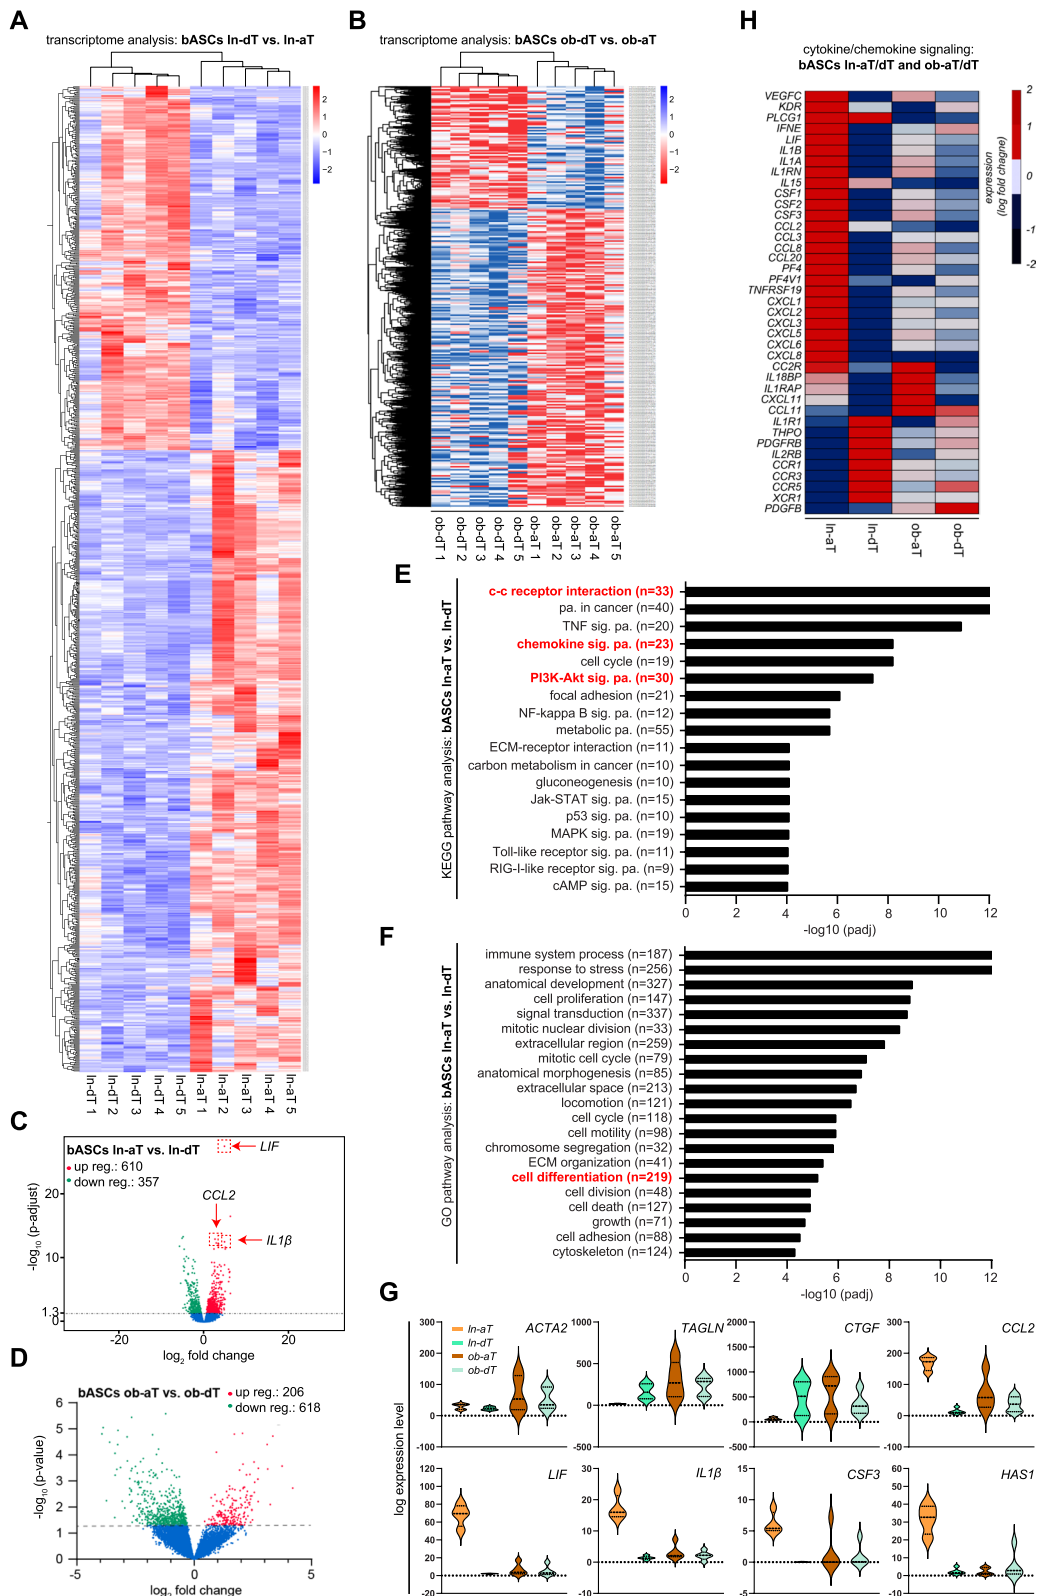 A
transcriptome analysis: bASCs ln-dT vs. ln-aT
2
1
0
−1
−2
ln-dT 1
ln-dT 2
ln-dT 3
ln-dT 4
ln-dT 5
ln-aT 1
ln-aT 2
ln-aT 3
ln-aT 4
ln-aT 5
B
transcriptome analysis: bASCs ob-dT vs. ob-aT
2
1
0
−1
−2
ob-dT 1
ob-dT 2
ob-dT 3
ob-dT 4
ob-dT 5
ob-aT 1
ob-aT 2
ob-aT 3
ob-aT 4
ob-aT 5
H
cytokine/chemokine signaling:
bASCs ln-aT/dT and ob-aT/dT
VEGFC
KDR
PLCG1
IFNE
LIF
IL1B
IL1A
IL1RN
IL15
CSF1
CSF2
CSF3
CCL2
CCL3
CCL8
CCL20
PF4
PF4V1
TNFRSF19
CXCL1
CXCL2
CXCL3
CXCL5
CXCL6
CXCL8
CC2R
IL18BP
IL1RAP
CXCL11
CCL11
IL1R1
THPO
PDGFRB
IL2RB
CCR1
CCR3
CCR5
XCR1
PDGFB
ln-aT
ln-dT
ob-aT
ob-dT
expression
(log fold chagne)
2
1
0
-1
-2
E
KEGG pathway analysis: bASCs ln-aT vs. ln-dT
c-c receptor interaction (n=33)
pa. in cancer (n=40)
TNF sig. pa. (n=20)
chemokine sig. pa. (n=23)
cell cycle (n=19)
PI3K-Akt sig. pa. (n=30)
focal adhesion (n=21)
NF-kappa B sig. pa. (n=12)
metabolic pa. (n=55)
ECM-receptor interaction (n=11)
carbon metabolism in cancer (n=10)
gluconeogenesis (n=10)
Jak-STAT sig. pa. (n=15)
p53 sig. pa. (n=10)
MAPK sig. pa. (n=19)
Toll-like receptor sig. pa. (n=11)
RIG-I-like receptor sig. pa. (n=9)
cAMP sig. pa. (n=15)
0 2 4 6 8 10 12
-log10 (padj)
F
GO pathway analysis: bASCs ln-aT vs. ln-dT
immune system process (n=187)
response to stress (n=256)
anatomical development (n=327)
cell proliferation (n=147)
signal transduction (n=337)
mitotic nuclear division (n=33)
extracellular region (n=259)
mitotic cell cycle (n=79)
anatomical morphogenesis (n=85)
extracellular space (n=213)
locomotion (n=121)
cell cycle (n=118)
cell motility (n=98)
chromosome segregation (n=32)
ECM organization (n=41)
cell differentiation (n=219)
cell division (n=48)
cell death (n=127)
growth (n=71)
cell adhesion (n=88)
cytoskeleton (n=124)
0 2 4 6 8 10 12
-log10 (padj)
C
bASCs ln-aT vs. ln-dT
up reg.: 610
down reg.: 357
LIF
CCL2
IL1β
-log10 (p-adjust)
20
10
1.3
0
-20 0 20
log2 fold change
D
bASCs ob-aT vs. ob-dT
up reg.: 206
down reg.: 618
-log10 (p-value)
6
5
4
3
2
1
0
-5 0 5
log2 fold change
G
log expression level
ln-aT
ln-dT
ob-aT
ob-dT
ACTA2
300
200
100
0
-100
TAGLN
1000
500
0
-500
CTGF
2000
1500
1000
500
0
-500
CCL2
300
200
100
0
-100
LIF
120
100
80
60
40
20
0
-20
IL1β
30
20
10
0
-10
CSF3
15
10
5
0
-5
HAS1
60
50
40
30
20
10
0
-10